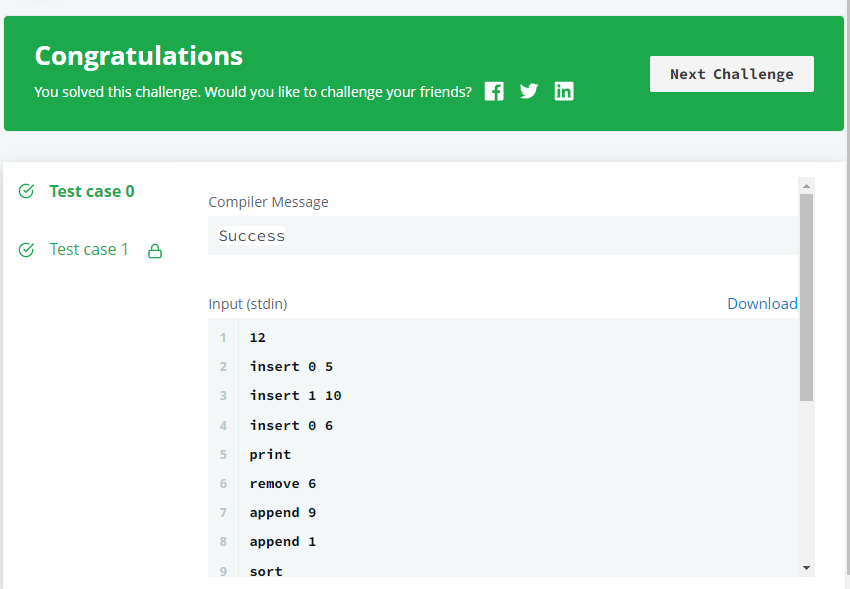 Congratulations
You solved this challenge. Would you like to challenge your friends?
Next Challenge
Test case 0
Test case 1
Compiler Message
Success
Input (stdin)
Download
1 12
2 insert 0 5
3 insert 1 10
4 insert 0 6
5 print
6 remove 6
7 append 9
8 append 1
9 sort